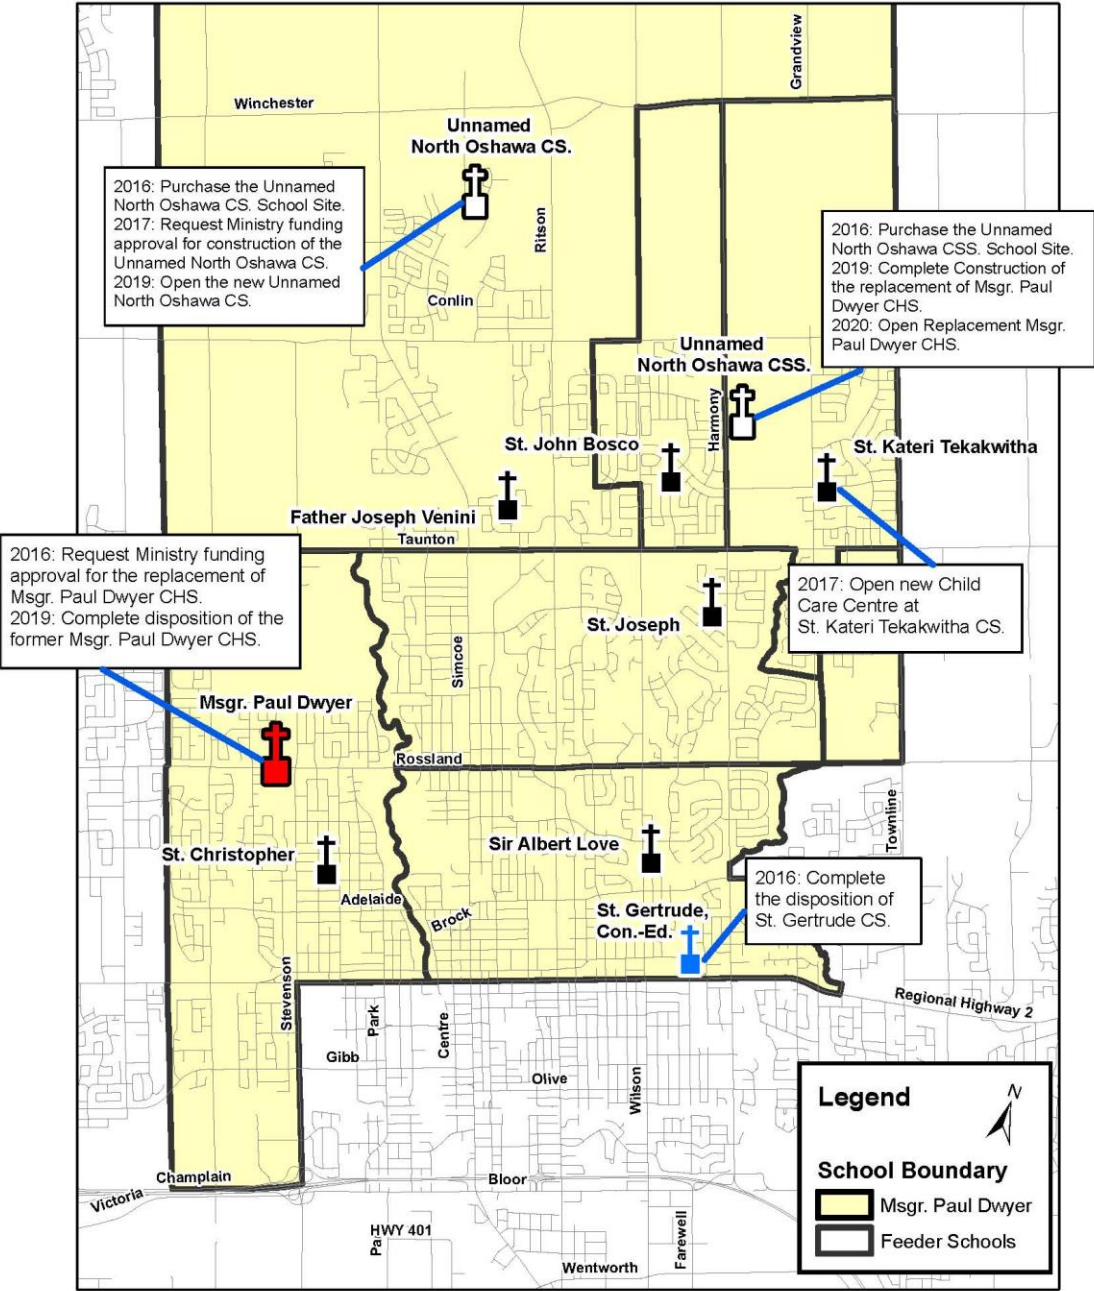 Grandview
Winchester
Unnamed
North Oshawa CS.
2016: Purchase the Unnamed
North Oshawa CS. School Site.
2017: Request Ministry funding
approval for construction of the
Unnamed North Oshawa CS.
2019: Open the new Unnamed
North Oshawa CS.
Ritson
2016: Purchase the Unnamed
North Oshawa CSS. School Site.
2019: Complete Construction of
the replacement of Msgr. Paul
Dwyer CHS.
2020: Open Replacement Msgr.
Paul Dwyer CHS.
Conlin
Unnamed
North Oshawa CSS.
Harmony
St. John Bosco
St. Kateri Tekakwitha
Father Joseph Venini
Taunton
2016: Request Ministry funding
approval for the replacement of
Msgr. Paul Dwyer CHS.
2019: Complete disposition of the
former Msgr. Paul Dwyer CHS.
2017: Open new Child
Care Centre at
St. Kateri Tekakwitha CS.
St. Joseph
Simcoe
Msgr. Paul Dwyer
Rossland
Townline
Sir Albert Love
St. Christopher
Adelaide
Brock
2016: Complete
the disposition of
St. Gertrude CS.
St. Gertrude,
Con.-Ed.
Stevenson
Regional Highway 2
Park
Centre
Gibb
Olive
Wilson
Legend
N
School Boundary
Msgr. Paul Dwyer
Feeder Schools
Champlain
Victoria
Bloor
HWY 401
Pa
Farewell
Wentworth